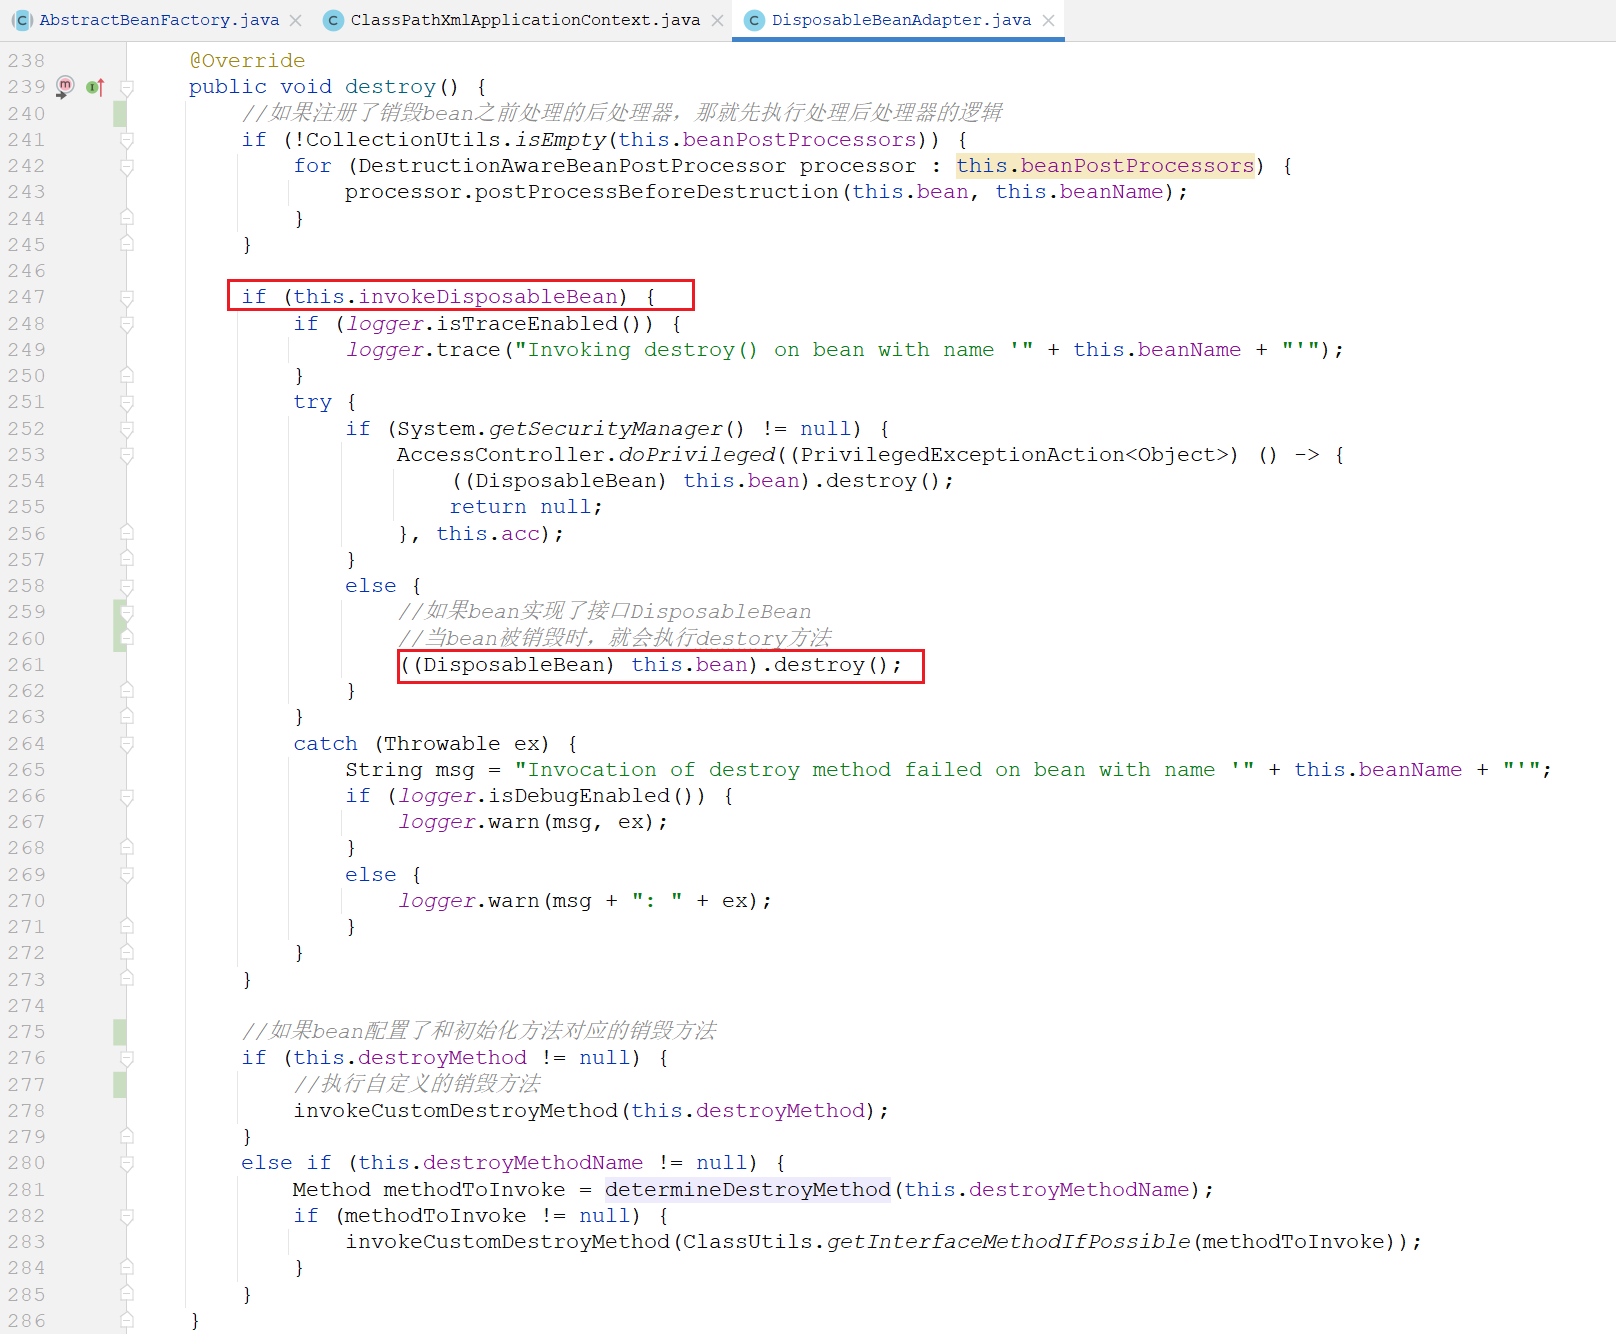 AbstractBeanFactory.java ClassPathXmlApplicationContext.java DisposableBeanAdapter.java
238 @Override
239 public void destroy() {
240 //如果注册了销毁bean之前处理的后处理器，那就先执行处理后处理器的逻辑
241 if (!CollectionUtils.isEmpty(this.beanPostProcessors)) {
242 for (DestructionAwareBeanPostProcessor processor : this.beanPostProcessors) {
243 processor.postProcessBeforeDestruction(this.bean, this.beanName);
244 }
245 }
246
247 if (this.invokeDisposableBean) {
248 if (logger.isTraceEnabled()) {
249 logger.trace("Invoking destroy() on bean with name '" + this.beanName + "'");
250 }
251 try {
252 if (System.getSecurityManager() != null) {
253 AccessController.doPrivileged((PrivilegedExceptionAction<Object>) () -> {
254 ((DisposableBean) this.bean).destroy();
255 return null;
256 }, this.acc);
257 }
258 else {
259 //如果bean实现了接口DisposableBean
260 //当bean被销毁时，就会执行destory方法
261 ((DisposableBean) this.bean).destroy();
262 }
263 }
264 catch (Throwable ex) {
265 String msg = "Invocation of destroy method failed on bean with name '" + this.beanName + "'";
266 if (logger.isDebugEnabled()) {
267 logger.warn(msg, ex);
268 }
269 else {
270 logger.warn(msg + ": " + ex);
271 }
272 }
273 }
274
275 //如果bean配置了和初始化方法对应的销毁方法
276 if (this.destroyMethod != null) {
277 //执行自定义的销毁方法
278 invokeCustomDestroyMethod(this.destroyMethod);
279 }
280 else if (this.destroyMethodName != null) {
281 Method methodToInvoke = determineDestroyMethod(this.destroyMethodName);
282 if (methodToInvoke != null) {
283 invokeCustomDestroyMethod(ClassUtils.getInterfaceMethodIfPossible(methodToInvoke));
284 }
285 }
286 }